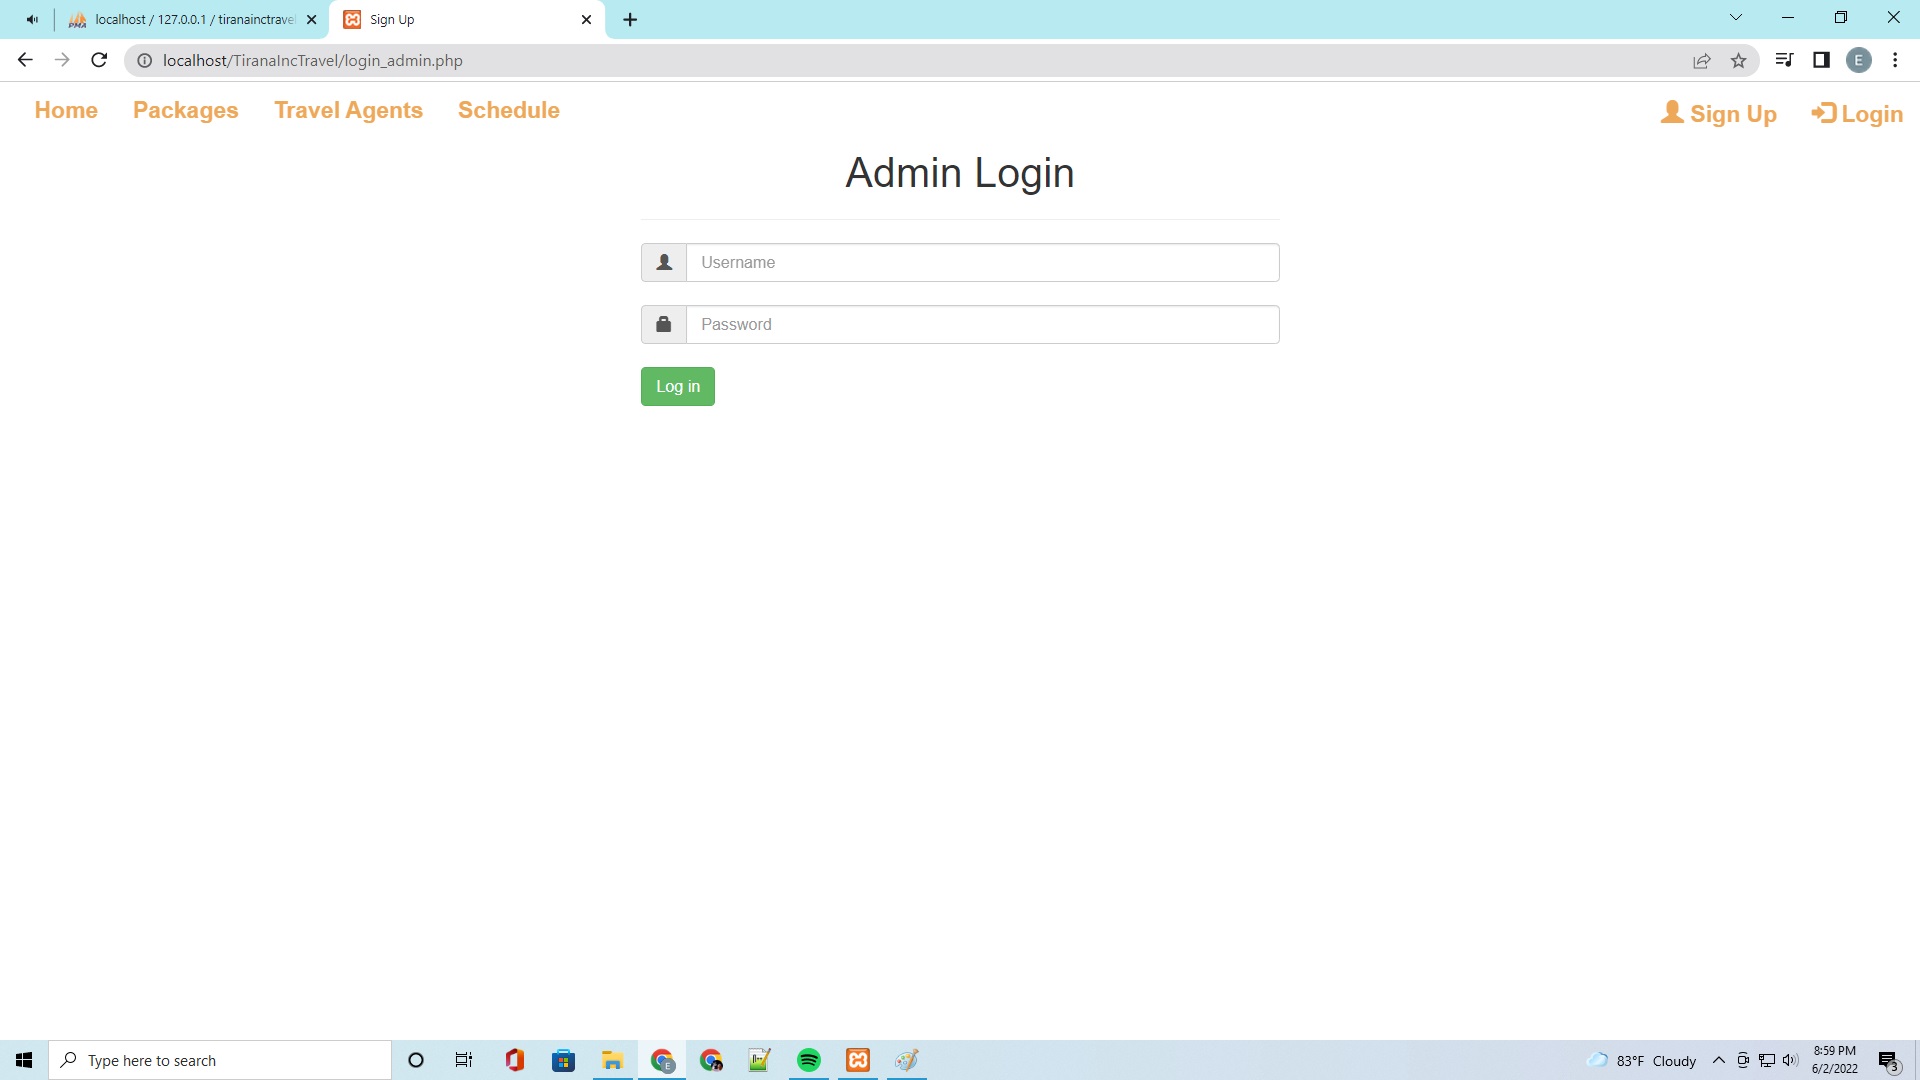 localhost / 127.0.0.1 / tiranainctravel
Sign Up
localhost/TiranaIncTravel/login_admin.php
E
Home Packages Travel Agents Schedule Sign Up Login
Admin Login
Username
Password
Log in
Type here to search
83°F Cloudy
8:59 PM
6/2/2022
3